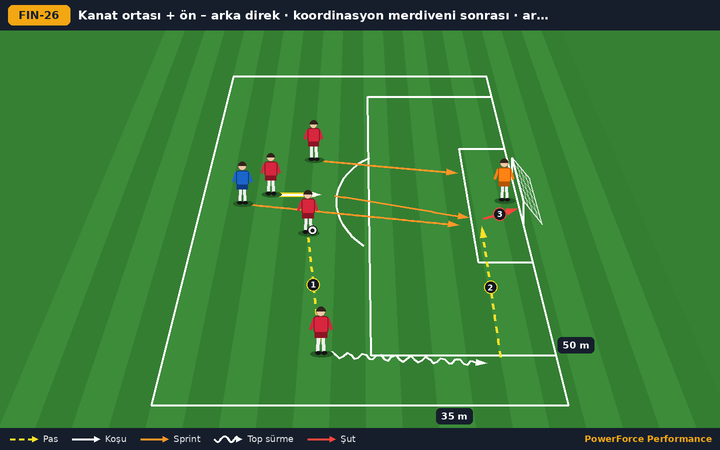 FIN-26
Kanat ortası + ön – arka direk · koordinasyon merdiveni sonrası · ar…
1
2
3
50 m
35 m
Pas
Koşu
Sprint
Top sürme
Şut
PowerForce Performance